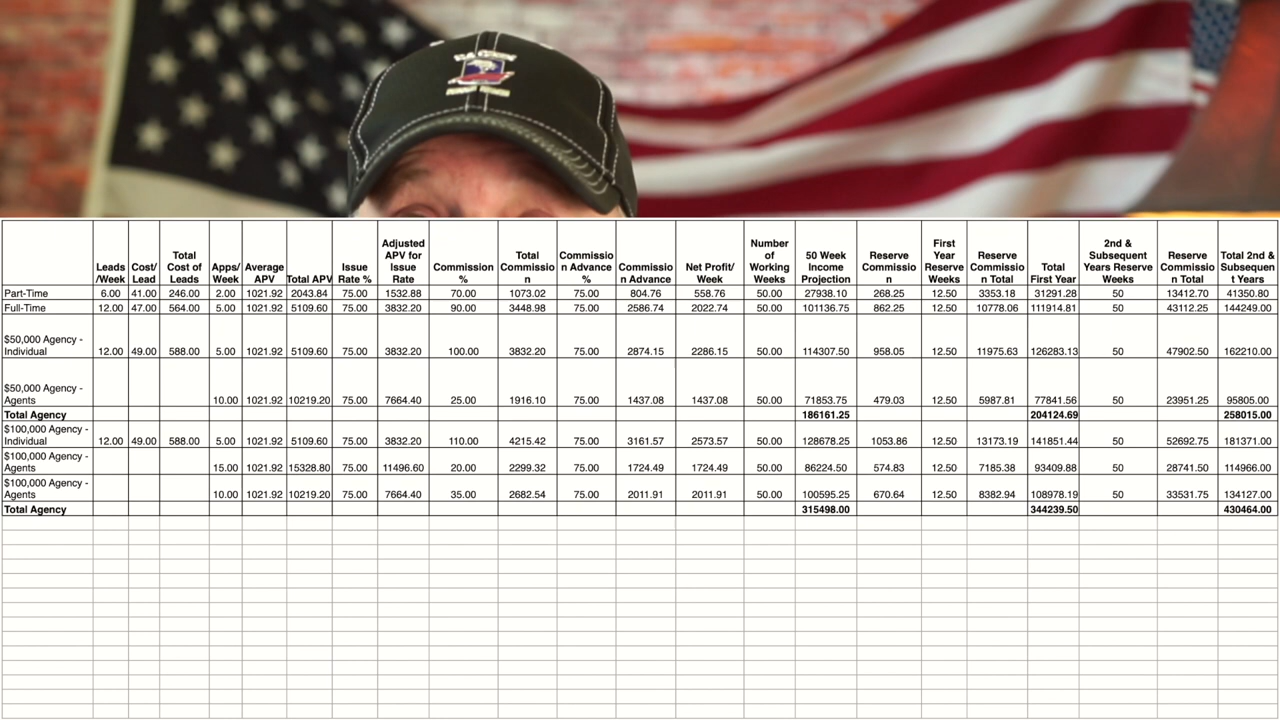 Leads /Week | Cost/ Lead | Total Cost of Leads | Apps/ Week | Average APV | Total APV | Issue Rate % | Adjusted APV for Issue Rate | Commission % | Total Commissio n | Commissio n Advance % | Commissio n Advance | Net Profit/ Week | Number of Working Weeks | 50 Week Income Projection | Reserve Commissio n | First Year Reserve Weeks | Reserve Commissio n Total | Total First Year | 2nd & Subsequent Years Reserve Weeks | Reserve Commissio n Total | Total 2nd & Subsequen t Years
Part-Time 6.00 41.00 246.00 2.00 1021.92 2043.84 75.00 1532.88 70.00 1073.02 75.00 804.76 558.76 50.00 27938.10 268.25 12.50 3353.18 31291.28 50 13412.70 41350.80
Full-Time 12.00 47.00 564.00 5.00 1021.92 5109.60 75.00 3832.20 90.00 3448.98 75.00 2586.74 2022.74 50.00 101136.75 862.25 12.50 10778.06 111914.81 50 43112.25 144249.00
$50,000 Agency -
Individual 12.00 49.00 588.00 5.00 1021.92 5109.60 75.00 3832.20 100.00 3832.20 75.00 2874.15 2286.15 50.00 114307.50 958.05 12.50 11975.63 126283.13 50 47902.50 162210.00
$50,000 Agency -
Agents 10.00 1021.92 10219.20 75.00 7664.40 25.00 1916.10 75.00 1437.08 1437.08 50.00 71853.75 479.03 12.50 5987.81 77841.56 50 23951.25 95805.00
Total Agency 186161.25 204124.69 258015.00
$100,000 Agency -
Individual 12.00 49.00 588.00 5.00 1021.92 5109.60 75.00 3832.20 110.00 4215.42 75.00 3161.57 2573.57 50.00 128678.25 1053.86 12.50 13173.19 141851.44 50 52692.75 181371.00
$100,000 Agency -
Agents 15.00 1021.92 15328.80 75.00 11496.60 20.00 2299.32 75.00 1724.49 1724.49 50.00 86224.50 574.83 12.50 7185.38 93409.88 50 28741.50 114966.00
$100,000 Agency -
Agents 10.00 1021.92 10219.20 75.00 7664.40 35.00 2682.54 75.00 2011.91 2011.91 50.00 100595.25 670.64 12.50 8382.94 108978.19 50 33531.75 134127.00
Total Agency 315498.00 344239.50 430464.00